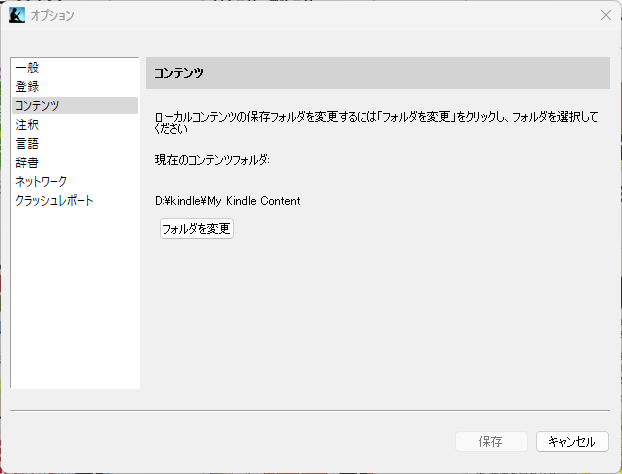 オプション
一般
登録
コンテンツ
注釈
言語
辞書
ネットワーク
クラッシュレポート
コンテンツ
ローカルコンテンツの保存フォルダを変更するには「フォルダを変更」をクリックし、フォルダを選択して
ください
現在のコンテンツフォルダ:
D:¥kindle¥My Kindle Content
フォルダを変更
保存
キャンセル